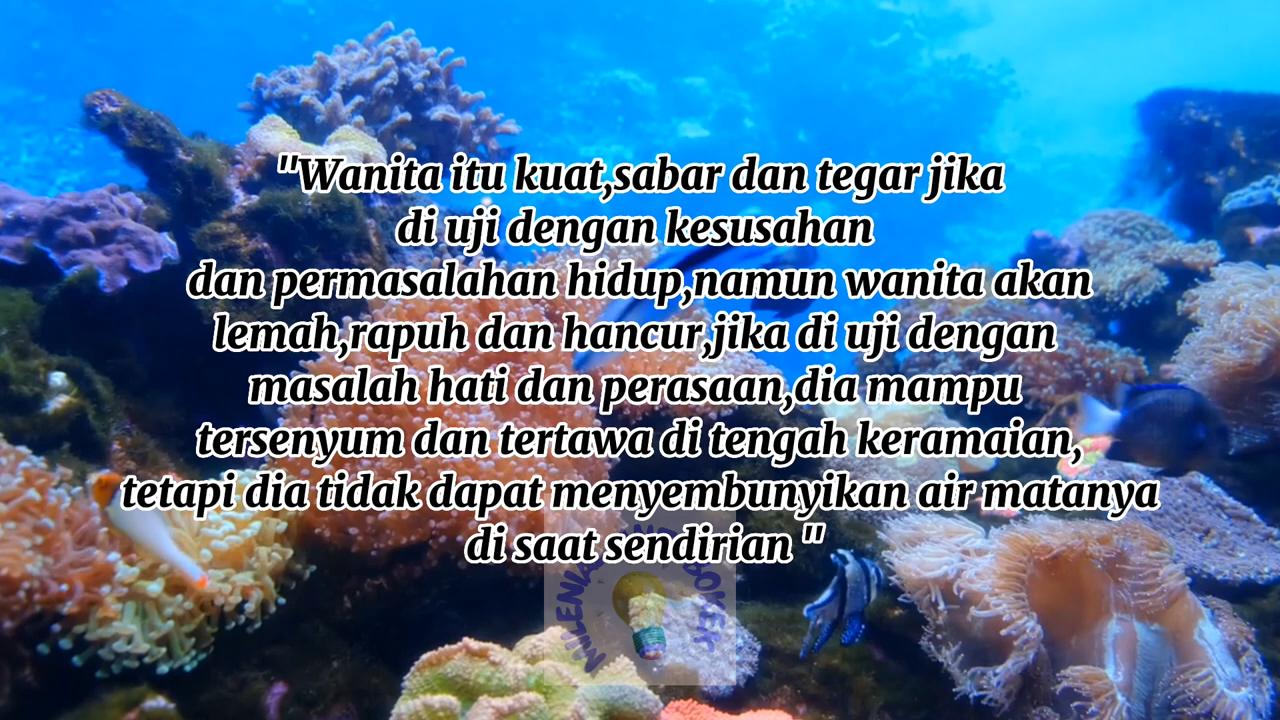 "Wanita itu kuat,sabar dan tegar jika
di uji dengan kesusahan
dan permasalahan hidup,namun wanita akan
lemah,rapuh dan hancur,jika di uji dengan
masalah hati dan perasaan,dia mampu
tersenyum dan tertawa di tengah keramaian,
tetapi dia tidak dapat menyembunyikan air matanya
di saat sendirian "